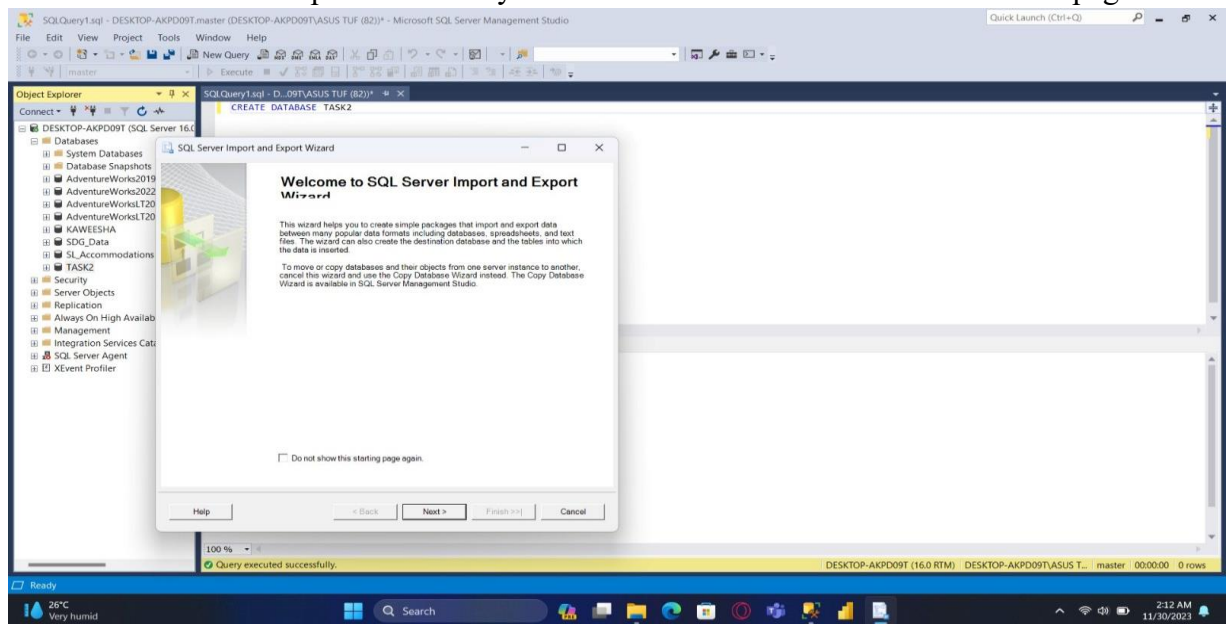 SQLQuery1.sql - DESKTOP-AKPD09T.master (DESKTOP-AKPD09T\ASUS TUF (82))* - Microsoft SQL Server Management Studio
Quick Launch (Ctrl+Q)
File Edit View Project Tools Window Help
New Query
master
Execute
Object Explorer
SQLQuery1.sql - D...09T\ASUS TUF (82))*
Connect
CREATE DATABASE TASK2
DESKTOP-AKPD09T (SQL Server 16.0
Databases
System Databases
Database Snapshots
AdventureWorks2019
AdventureWorks2022
AdventureWorksLT20
AdventureWorksLT20
KAWEESHA
SDG_Data
SL_Accommodations
TASK2
Security
Server Objects
Replication
Always On High Availab
Management
Integration Services Cata
SQL Server Agent
XEvent Profiler
SQL Server Import and Export Wizard
Welcome to SQL Server Import and Export
Wizard
This wizard helps you to create simple packages that import and export data
between many popular data formats including databases, spreadsheets, and text
files. The wizard can also create the destination database and the tables into which
the data is inserted.
To move or copy databases and their objects from one server instance to another,
cancel this wizard and use the Copy Database Wizard instead. The Copy Database
Wizard is available in SQL Server Management Studio.
Do not show this starting page again.
Help < Back Next > Finish >>| Cancel
100 %
Query executed successfully.
DESKTOP-AKPD09T (16.0 RTM) DESKTOP-AKPD09T\ASUS T... master 00:00:00 0 rows
Ready
26°C
Very humid
Search
2:12 AM
11/30/2023